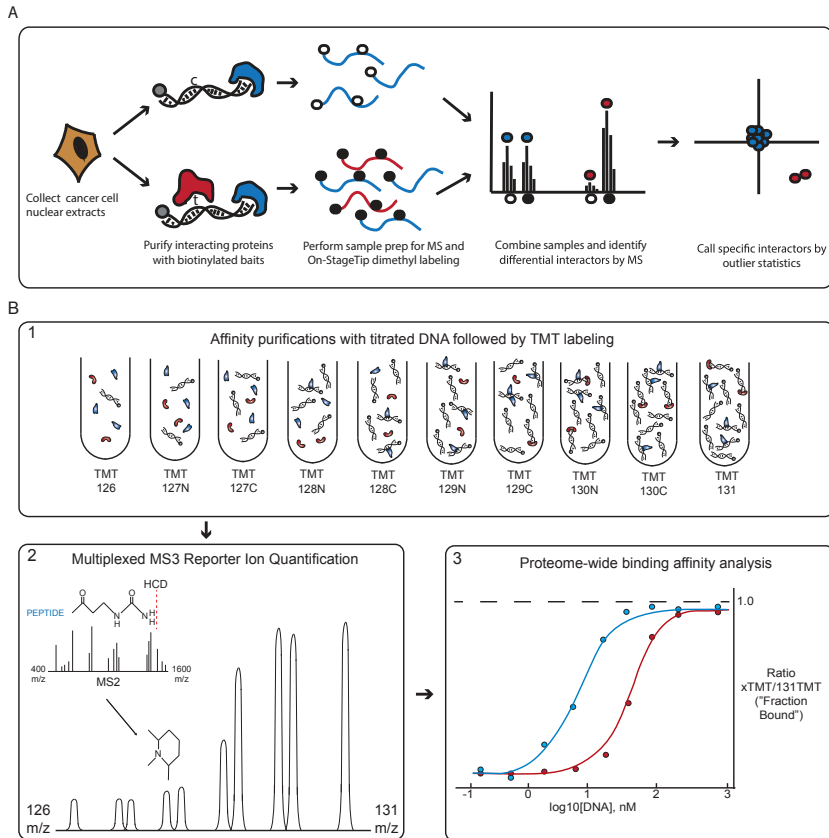 A
C
t
Collect cancer cell
nuclear extracts
Purify interacting proteins
with biotinylated baits
Perform sample prep for MS and
On-StageTip dimethyl labeling
Combine samples and identify
differential interactors by MS
Call specific interactors by
outlier statistics
B
1
Affinity purifications with titrated DNA followed by TMT labeling
TMT
126
TMT
127N
TMT
127C
TMT
128N
TMT
128C
TMT
129N
TMT
129C
TMT
130N
TMT
130C
TMT
131
2
Multiplexed MS3 Reporter Ion Quantification
HCD
O
O
PEPTIDE
N
H
N
H
H
400
m/z
1600
m/z
MS2
N
126
m/z
131
m/z
3
Proteome-wide binding affinity analysis
1.0
Ratio
xTMT/131TMT
("Fraction
Bound")
-1
0
1
2
3
log10[DNA], nM